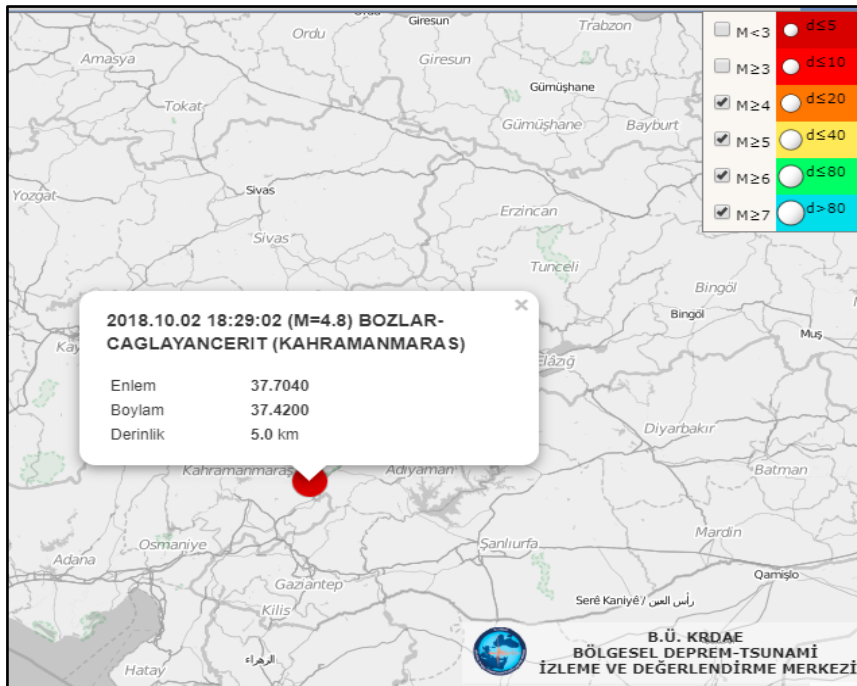 Ordu
Giresun
Trabzon
Amasya
Giresun
Gümüşhane
Tokat
Gümüşhane
Bayburt
Yozgat
Sivas
Erzincan
Sivas
Tunceli
Bingöl
Bingöl
Muş
Elâzığ
M<3 d≤5
M≥3 d≤10
M≥4 d≤20
M≥5 d≤40
M≥6 d≤80
M≥7 d>80
×
2018.10.02 18:29:02 (M=4.8) BOZLAR-
CAGLAYANCERIT (KAHRAMANMARAS)
Enlem 37.7040
Boylam 37.4200
Derinlik 5.0 km
Diyarbakır
Kahramanmaraş
Adıyaman
Batman
Adana
Osmaniye
Şanlıurfa
Mardin
Gaziantep
Qamişlo
Kilis
Serê Kaniyê / رأس العين
Hatay
الرهراء
B.Ü. KRDAE
BÖLGESEL DEPREM-TSUNAMİ
İZLEME VE DEĞERLENDİRME MERKEZİ